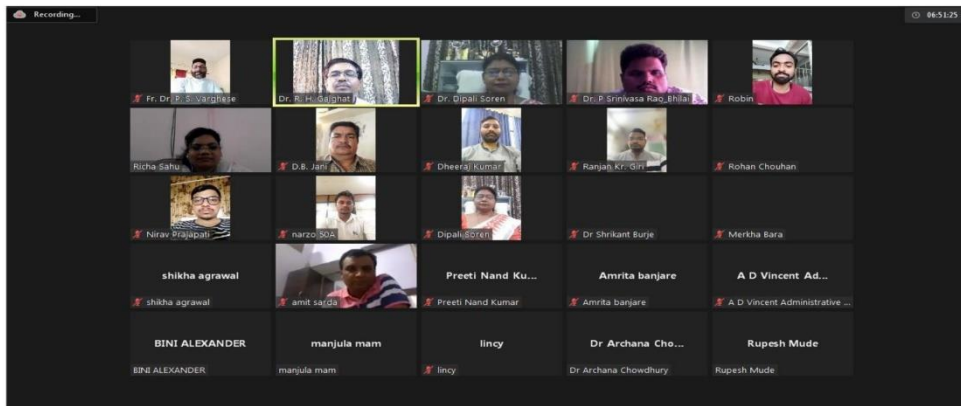 Recording...
06:51:25
Fr. Dr. P. S. Varghese
Dr. R. H. Gajghat
Dr. Dipali Soren
Dr. P Srinivasa Rao_Bhilai
Robin
Richa Sahu
D.B. Jani
Dheeraj Kumar
Ranjan Kr. Giri
Rohan Chouhan
Nirav Prajapati
narzo 50A
Dipali Soren
Dr Shrikant Burje
Merkha Bara
shikha agrawal
shikha agrawal
amit sarda
Preeti Nand Ku...
Preeti Nand Kumar
Amrita banjare
Amrita banjare
A D Vincent Ad...
A D Vincent Administrative ...
BINI ALEXANDER
BINI ALEXANDER
manjula mam
manjula mam
lincy
lincy
Dr Archana Cho...
Dr Archana Chowdhury
Rupesh Mude
Rupesh Mude